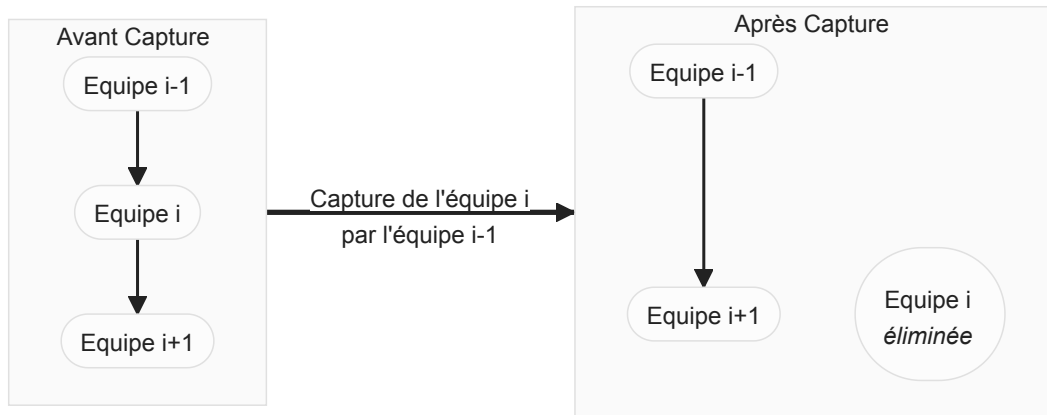 Avant Capture
Equipe i-1
Equipe i
Equipe i+1
Capture de l'équipe i
par l'équipe i-1
Après Capture
Equipe i-1
Equipe i+1
Equipe i
éliminée